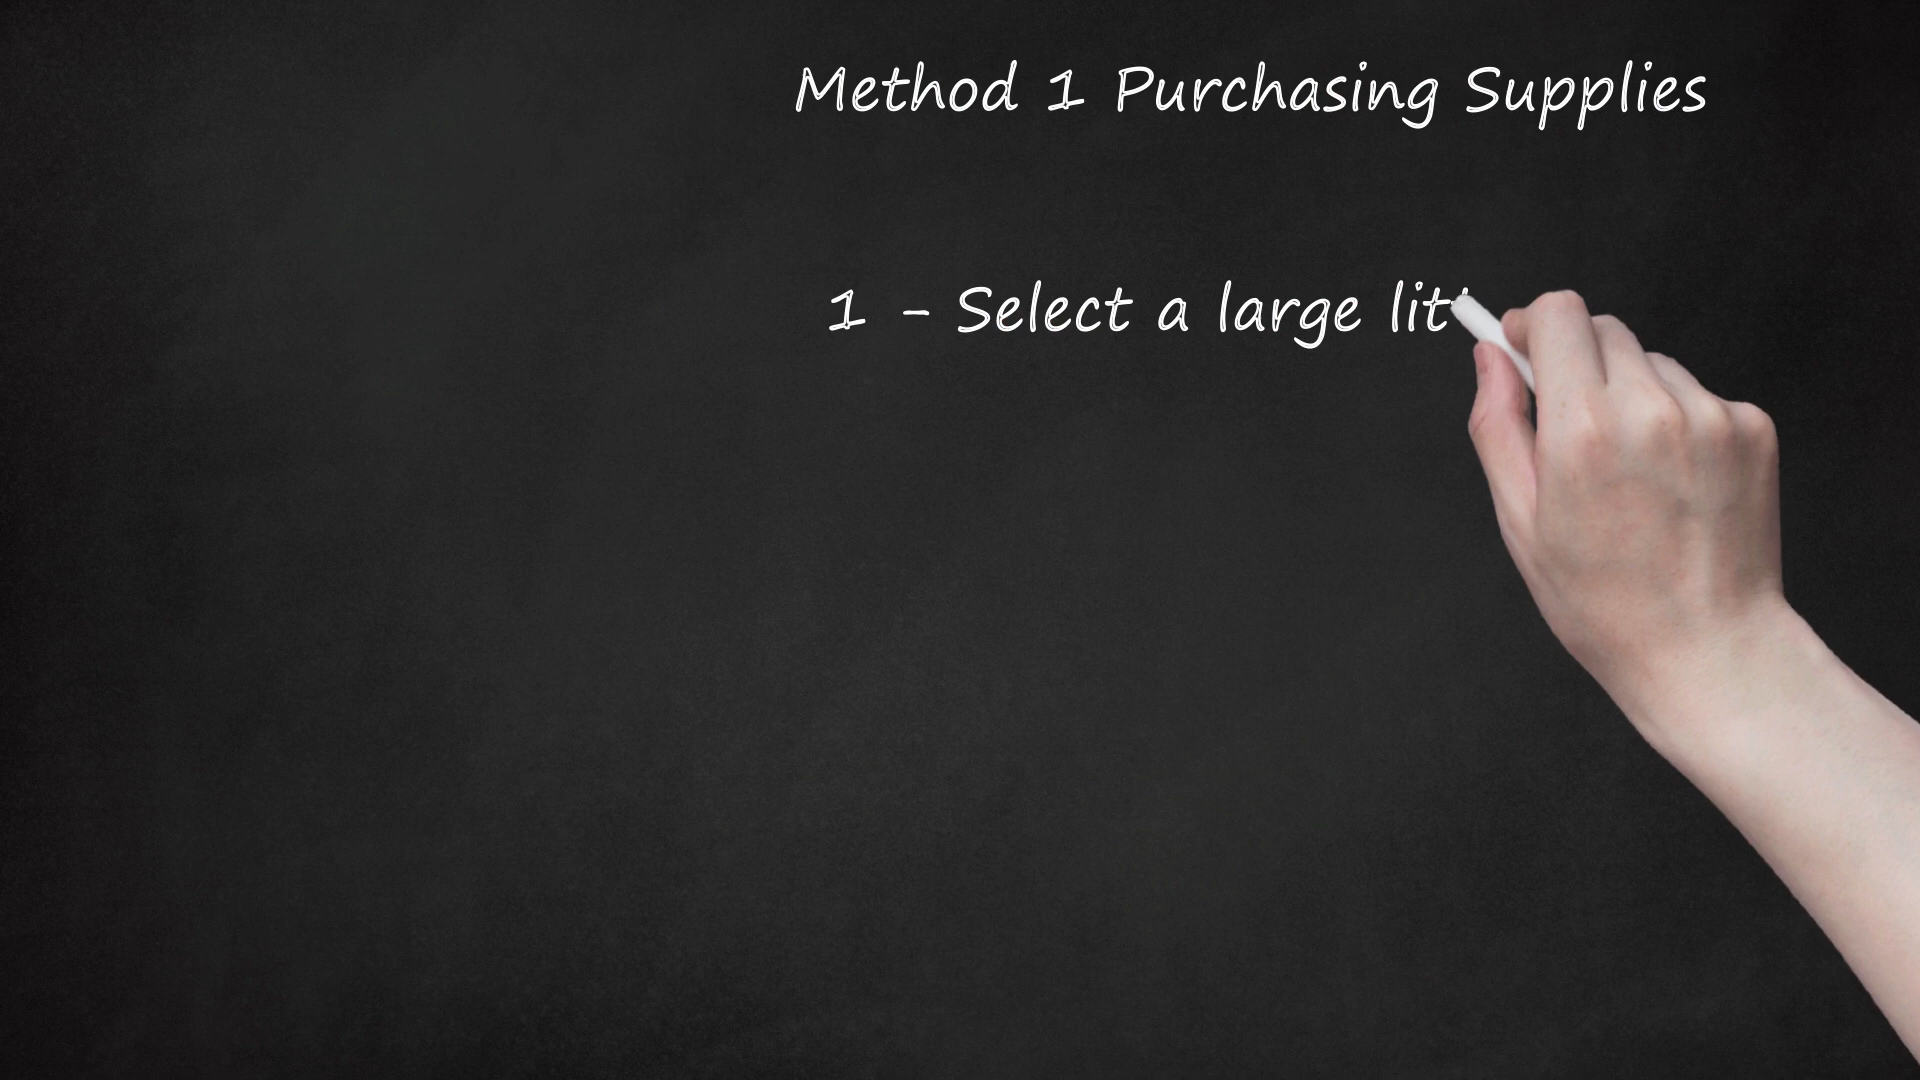 Method 1 Purchasing Supplies
1 - Select a large lit